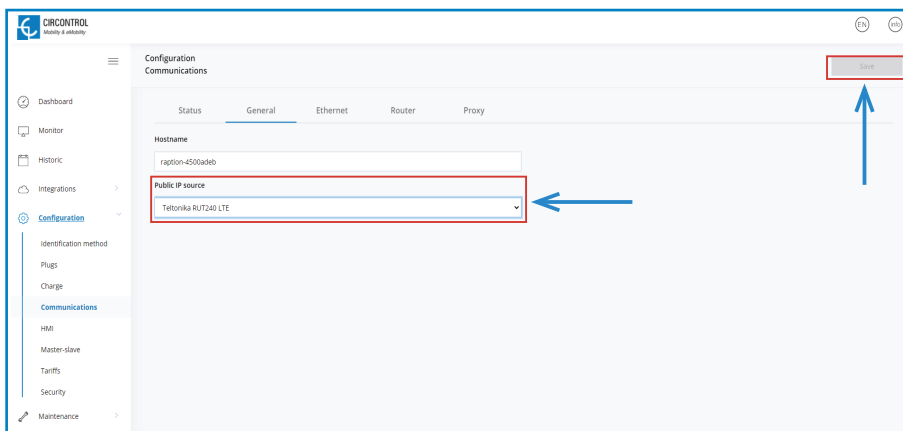 CIRCONTROL
Mobility & eMobility
EN
info
Configuration
Communications
Save
Dashboard
Monitor
Historic
Integrations
Configuration
Identification method
Plugs
Charge
Communications
HMI
Master-slave
Tariffs
Security
Maintenance
Status General Ethernet Router Proxy
Hostname
raption-4500adeb
Public IP source
Teltonika RUT240 LTE